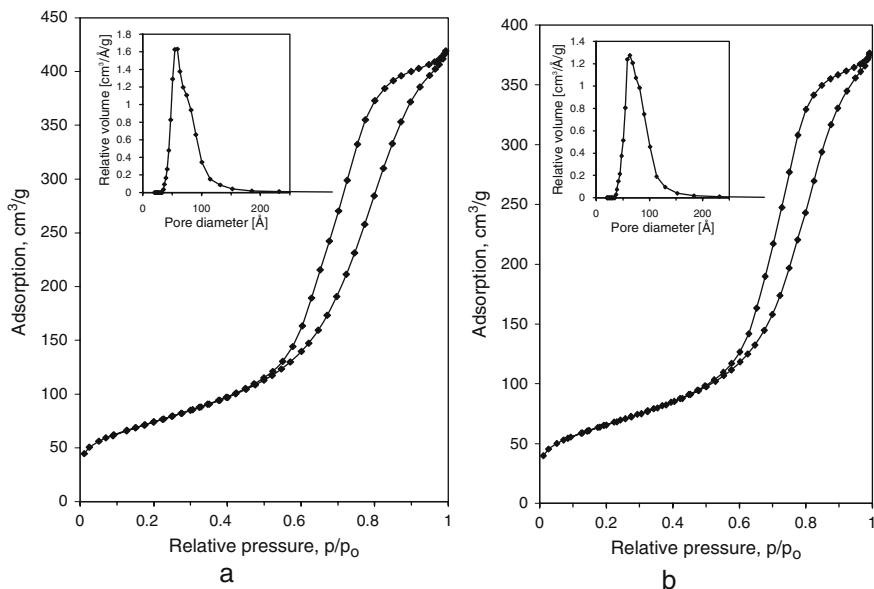 450
400
350
300
250
200
150
100
50
0
Adsorption, cm³/g
0 0.2 0.4 0.6 0.8 1
Relative pressure, p/pₒ
1.8
1.6
1.4
1.2
1
0.8
0.6
0.4
0.2
0
Relative volume [cm³/Å/g]
0 100 200
Pore diameter [Å]
a
400
350
300
250
200
150
100
50
0
Adsorption, cm³/g
0 0.2 0.4 0.6 0.8 1
Relative pressure, p/pₒ
1.4
1.2
1
0.8
0.6
0.4
0.2
0
Relative volume [cm³/Å/g]
0 100 200
Pore diameter [Å]
b